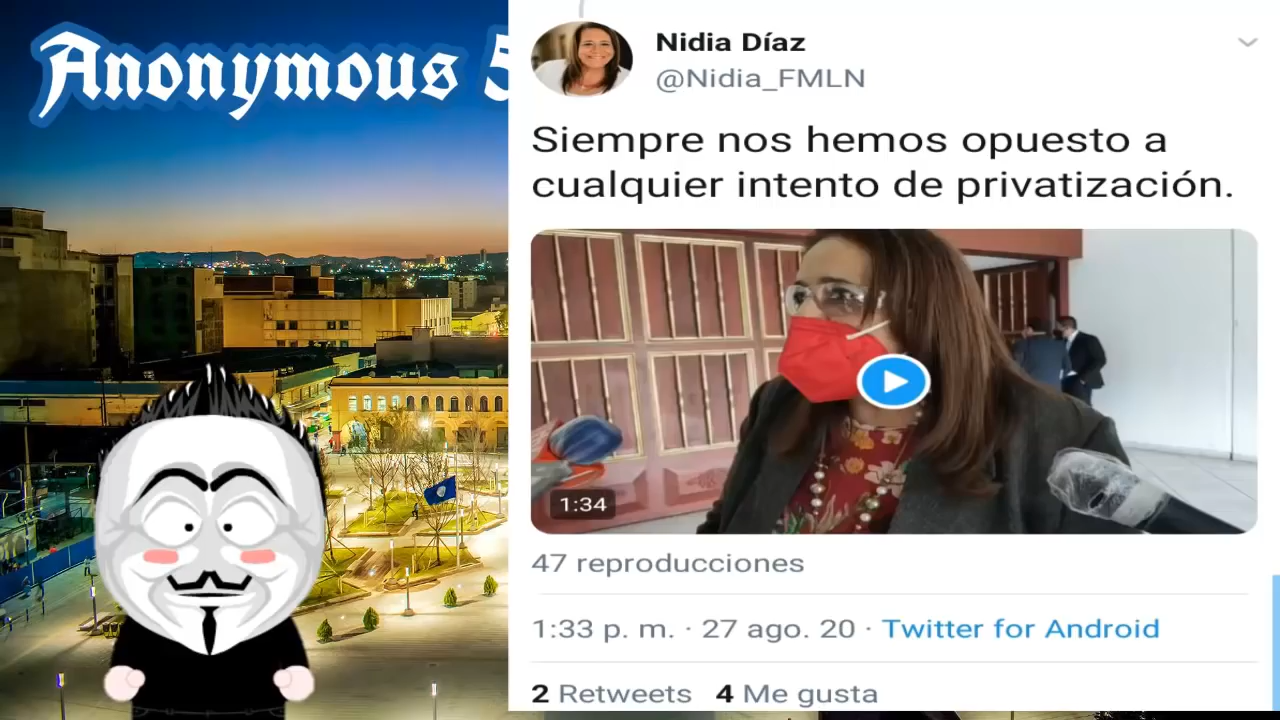 Anonymous 5
Nidia Díaz
@Nidia_FMLN
Siempre nos hemos opuesto a
cualquier intento de privatización.
1:34
47 reproducciones
1:33 p. m. · 27 ago. 20 · Twitter for Android
2 Retweets 4 Me gusta